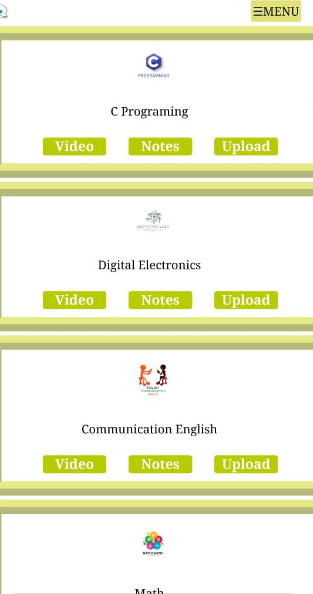 ☰MENU
PROGRAMMING
C Programing
Video Notes Upload
Digital Electronics
Video Notes Upload
Communication English
Video Notes Upload
Math